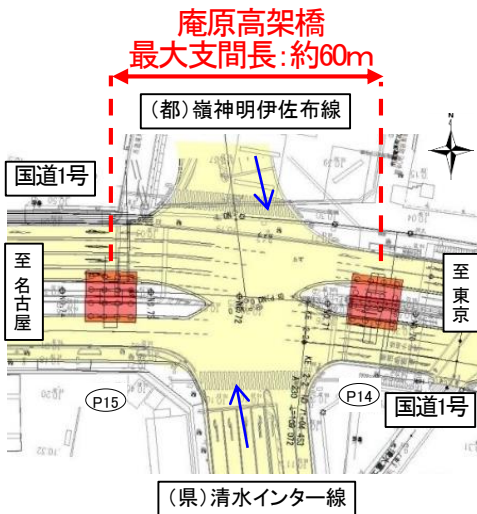 庵原高架橋
最大支間長：約60m
（都）嶺神明伊佐布線
N
国道1号
至 名古屋
至 東京
P15
P14
国道1号
（県）清水インター線